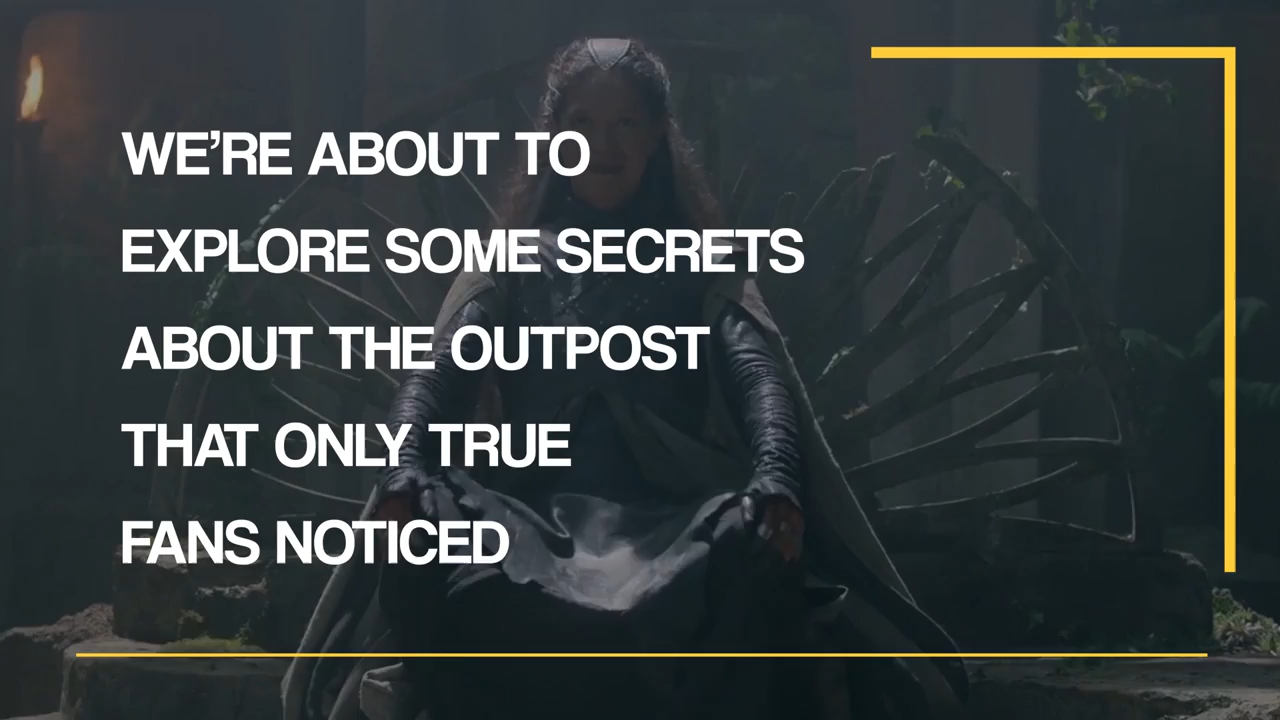 WE'RE ABOUT TO
EXPLORE SOME SECRETS
ABOUT THE OUTPOST
THAT ONLY TRUE
FANS NOTICED